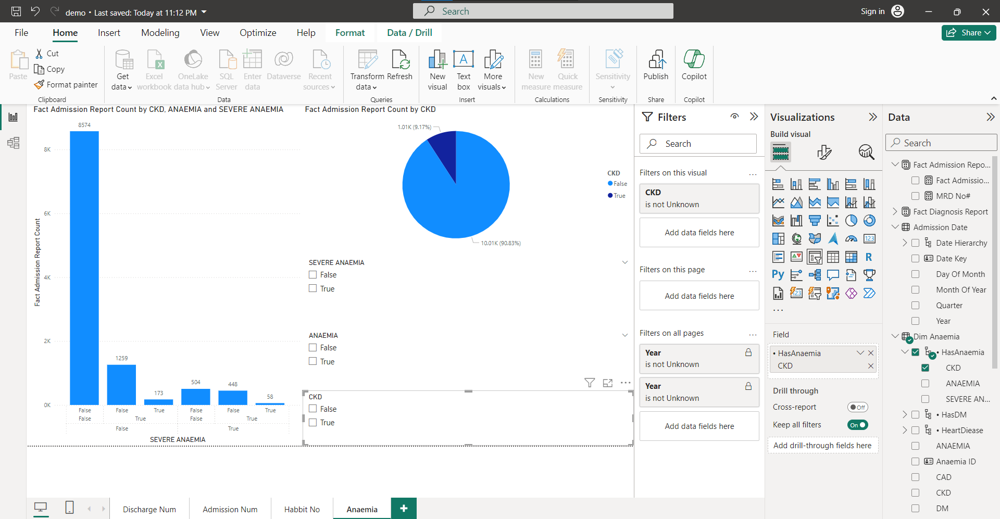 demo • Last saved: Today at 11:12 PM
Search
Sign in
File
Home
Insert
Modeling
View
Optimize
Help
Format
Data / Drill
Share
Paste
Cut
Copy
Format painter
Clipboard
Get data
Excel workbook
OneLake data hub
SQL Server
Enter data
Dataverse
Recent sources
Data
Transform data
Refresh
Queries
New visual
Text box
More visuals
Insert
New measure
Quick measure
Calculations
Sensitivity
Sensitivity
Publish
Share
Copilot
Copilot
Fact Admission Report Count by CKD, ANAEMIA and SEVERE ANAEMIA
Fact Admission Report Count
8K
6K
4K
2K
0K
8574
1259
173
504
448
58
False False True False False True
False True False True
False True
SEVERE ANAEMIA
Fact Admission Report Count by CKD
1.01K (9.17%)
10.01K (90.83%)
CKD
False
True
SEVERE ANAEMIA
False
True
ANAEMIA
False
True
CKD
False
True
Filters
Search
Filters on this visual
CKD
is not Unknown
Add data fields here
Filters on this page
Add data fields here
Filters on all pages
Year
is not Unknown
Year
is not Unknown
Add data fields here
Visualizations
Build visual
123
R
Py
123
Field
• HasAnaemia
CKD
Drill through
Cross-report
Off
Keep all filters
On
Add drill-through fields here
Data
Search
Fact Admission Repo...
Fact Admissio...
MRD No#
Fact Diagnosis Report
Admission Date
Date Hierarchy
Date Key
Day Of Month
Month Of Year
Quarter
Year
Dim Anaemia
• HasAnaemia
CKD
ANAEMIA
SEVERE AN...
• HasDM
• HeartDiease
ANAEMIA
Anaemia ID
CAD
CKD
DM
Discharge Num
Admission Num
Habbit No
Anaemia